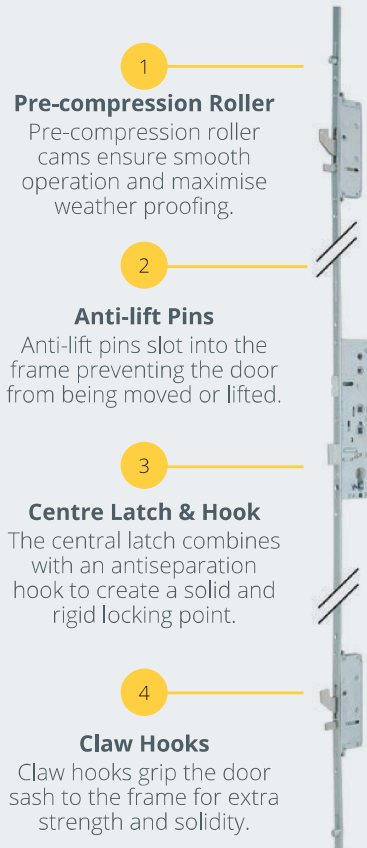 1
Pre-compression Roller
Pre-compression roller
cams ensure smooth
operation and maximise
weather proofing.
2
Anti-lift Pins
Anti-lift pins slot into the
frame preventing the door
from being moved or lifted.
3
Centre Latch & Hook
The central latch combines
with an antiseparation
hook to create a solid and
rigid locking point.
4
Claw Hooks
Claw hooks grip the door
sash to the frame for extra
strength and solidity.